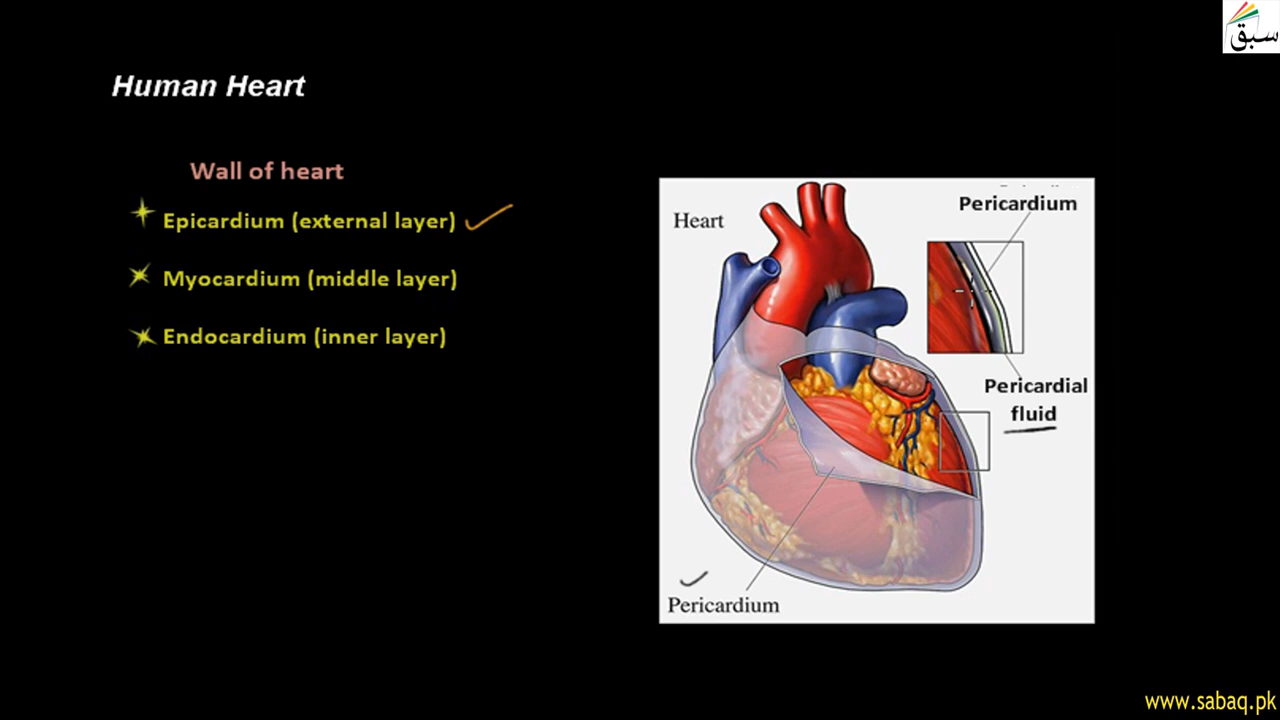 سبق
Human Heart
Wall of heart
Epicardium (external layer)
Myocardium (middle layer)
Endocardium (inner layer)
Heart
Pericardium
Pericardial
fluid
Pericardium
www.sabaq.pk